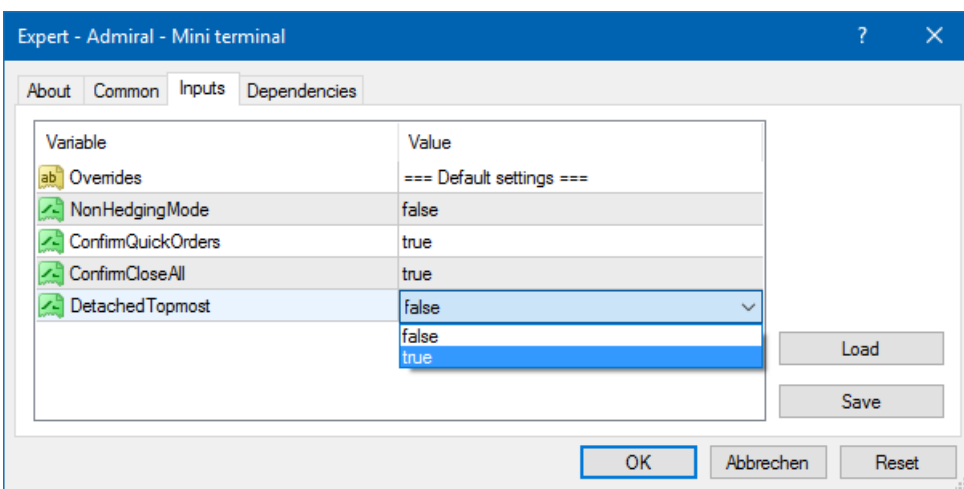 Expert - Admiral - Mini terminal ? ×
About Common Inputs Dependencies
Variable Value
ab Overrides === Default settings ===
NonHedgingMode false
ConfirmQuickOrders true
ConfirmCloseAll true
DetachedTopmost false
false
true
Load
Save
OK Abbrechen Reset